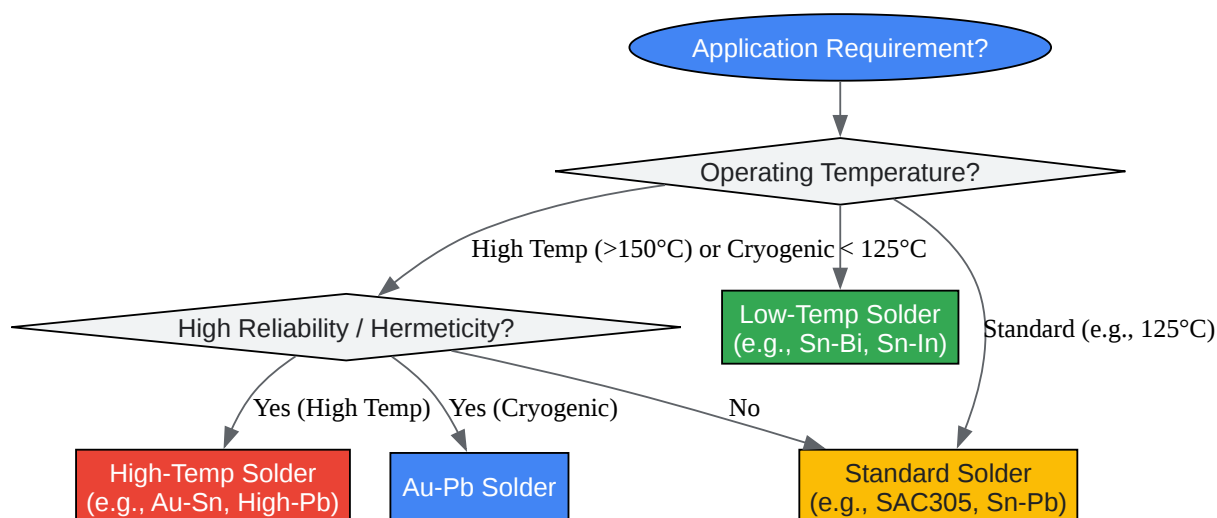 Application Requirement?
Operating Temperature?
High Temp (>150°C) or Cryogenic
< 125°C
High Reliability / Hermeticity?
Low-Temp Solder
(e.g., Sn-Bi, Sn-In)
Standard (e.g., 125°C)
Yes (High Temp)
Yes (Cryogenic)
No
High-Temp Solder
(e.g., Au-Sn, High-Pb)
Au-Pb Solder
Standard Solder
(e.g., SAC305, Sn-Pb)